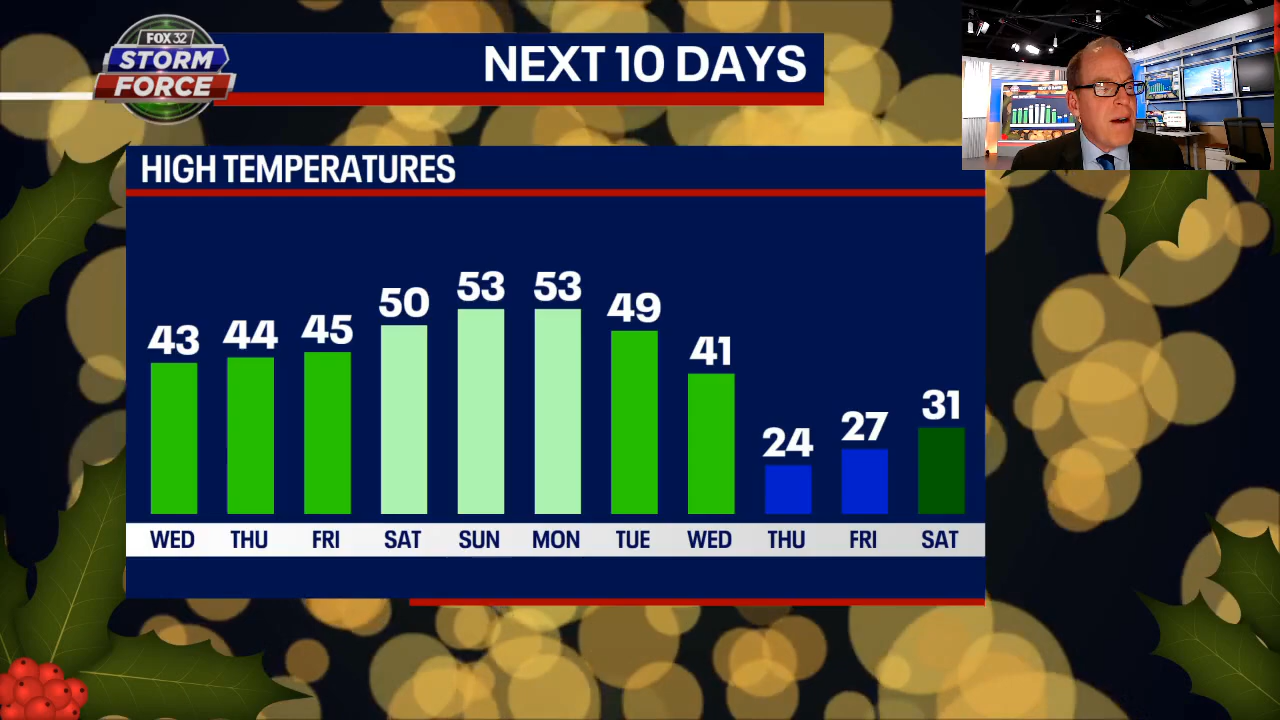 FOX 32
STORM
FORCE
NEXT 10 DAYS
HIGH TEMPERATURES
43 44 45 50 53 53 49 41 24 27 31
WED THU FRI SAT SUN MON TUE WED THU FRI SAT